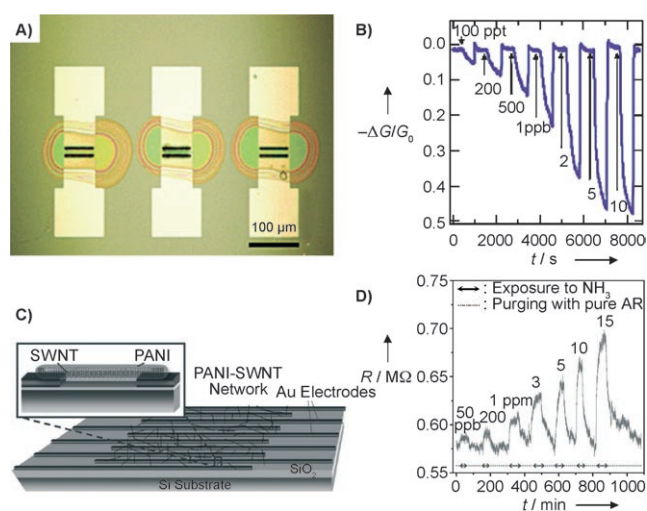 A)
100 µm
B)
100 ppt
200
500
1ppb
2
5
10
0.0
0.1
0.2
0.3
0.4
0.5
−ΔG/G₀
0 2000 4000 6000 8000
t / s
C)
SWNT PANI
PANI-SWNT
Network
Au Electrodes
SiO₂
Si Substrate
D)
: Exposure to NH₃
: Purging with pure AR
0.75
0.70
0.65
0.60
0.55
R / MΩ
50
ppb
200
1 ppm
3
5
10
15
0 200 400 600 800 1000
t / min